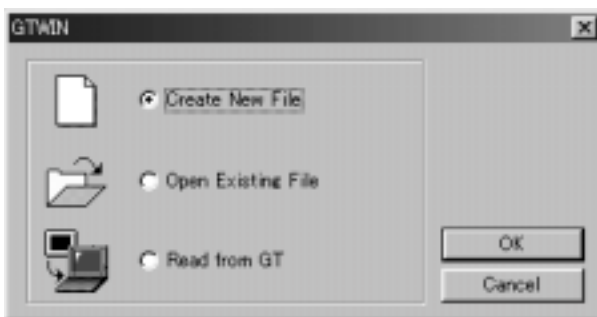 GTWIN
Create New File
Open Existing File
Read from GT
OK
Cancel